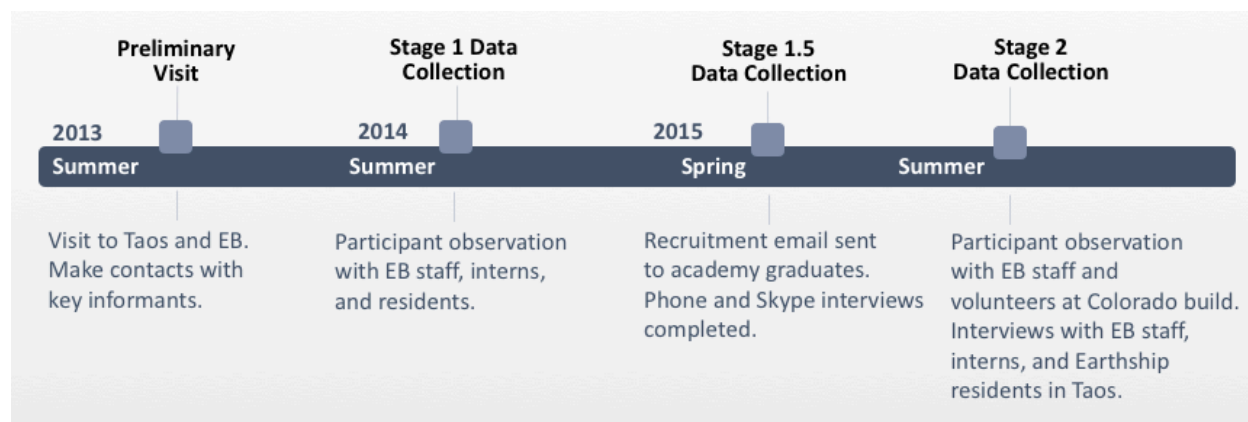 Preliminary
Visit
Stage 1 Data
Collection
Stage 1.5
Data Collection
Stage 2
Data Collection
2013
2014
2015
Summer
Summer
Spring
Summer
Visit to Taos and EB.
Make contacts with
key informants.
Participant observation
with EB staff, interns,
and residents.
Recruitment email sent
to academy graduates.
Phone and Skype interviews
completed.
Participant observation
with EB staff and
volunteers at Colorado build.
Interviews with EB staff,
interns, and Earthship
residents in Taos.